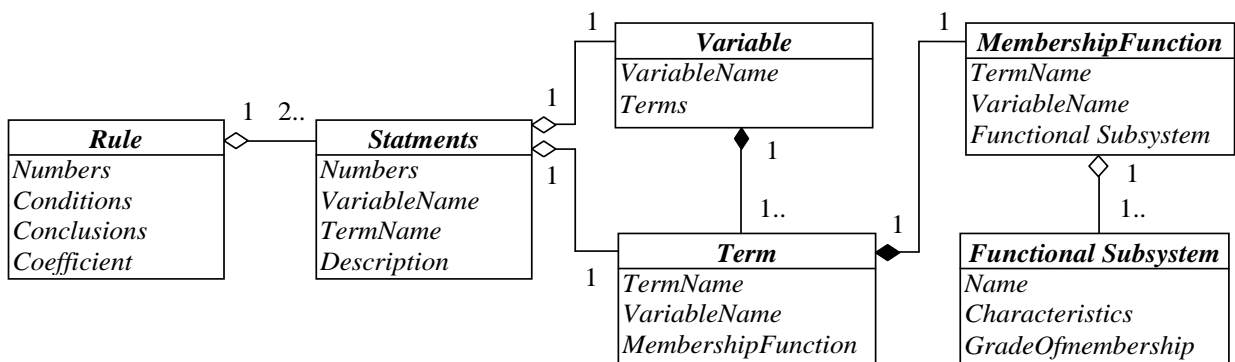 Rule
Numbers
Conditions
Conclusions
Coefficient
1
2..
Statments
Numbers
VariableName
TermName
Description
1
1
Variable
VariableName
Terms
1
1
1
1..
Term
TermName
VariableName
MembershipFunction
1
1
MembershipFunction
TermName
VariableName
Functional Subsystem
1
1..
Functional Subsystem
Name
Characteristics
GradeOfmembership